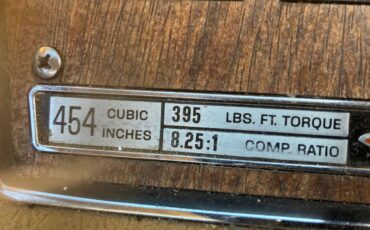 454 CUBIC INCHES
395 LBS. FT. TORQUE
8.25:1 COMP. RATIO